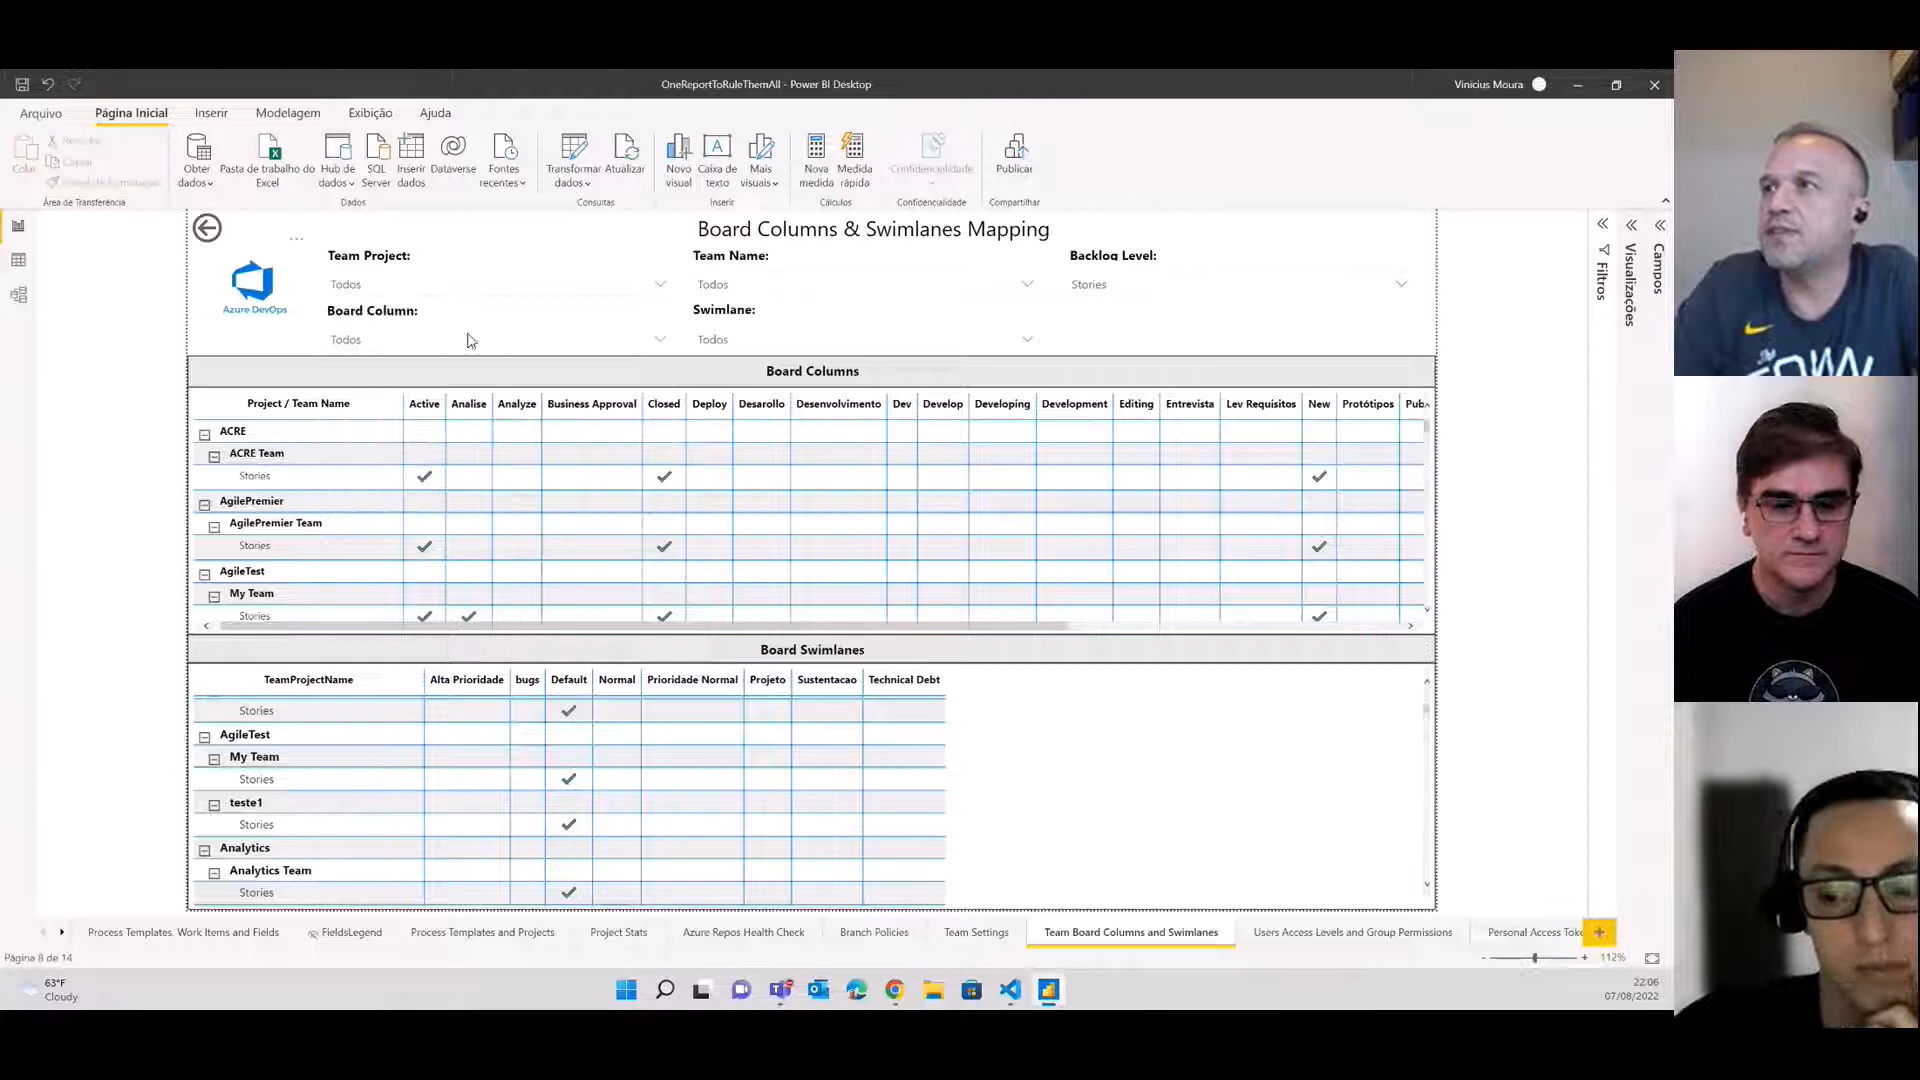 OneReportToRuleThemAll - Power BI Desktop
Vinicius Moura
Arquivo
Página Inicial
Inserir
Modelagem
Exibição
Ajuda
Colar
Copiar
Área de Transferência
Obter dados
Pasta de trabalho do Excel
Hub de dados
SQL Server
Inserir dados
Dataverse
Fontes recentes
Dados
Transformar dados
Atualizar
Consultas
Novo visual
Caixa de texto
Mais visuais
Inserir
Nova medida
Medida rápida
Cálculos
Confidencialidade
Confidencialidade
Publicar
Compartilhar
Board Columns & Swimlanes Mapping
Azure DevOps
Team Project:
Todos
Team Name:
Todos
Backlog Level:
Stories
Board Column:
Todos
Swimlane:
Todos
Filtros
Visualizações
Campos
Board Columns
Project / Team Name Active Analise Analyze Business Approval Closed Deploy Desarollo Desenvolvimento Dev Develop Developing Development Editing Entrevista Lev Requisitos New Protótipos Pub
ACRE
ACRE Team
Stories
AgilePremier
AgilePremier Team
Stories
AgileTest
My Team
Stories
Board Swimlanes
TeamProjectName Alta Prioridade bugs Default Normal Prioridade Normal Projeto Sustentacao Technical Debt
Stories
AgileTest
My Team
Stories
teste1
Stories
Analytics
Analytics Team
Stories
Process Templates. Work Items and Fields
FieldsLegend
Process Templates and Projects
Project Stats
Azure Repos Health Check
Branch Policies
Team Settings
Team Board Columns and Swimlanes
Users Access Levels and Group Permissions
Personal Access Toke
Página 8 de 14
112%
63°F
Cloudy
22:06
07/08/2022